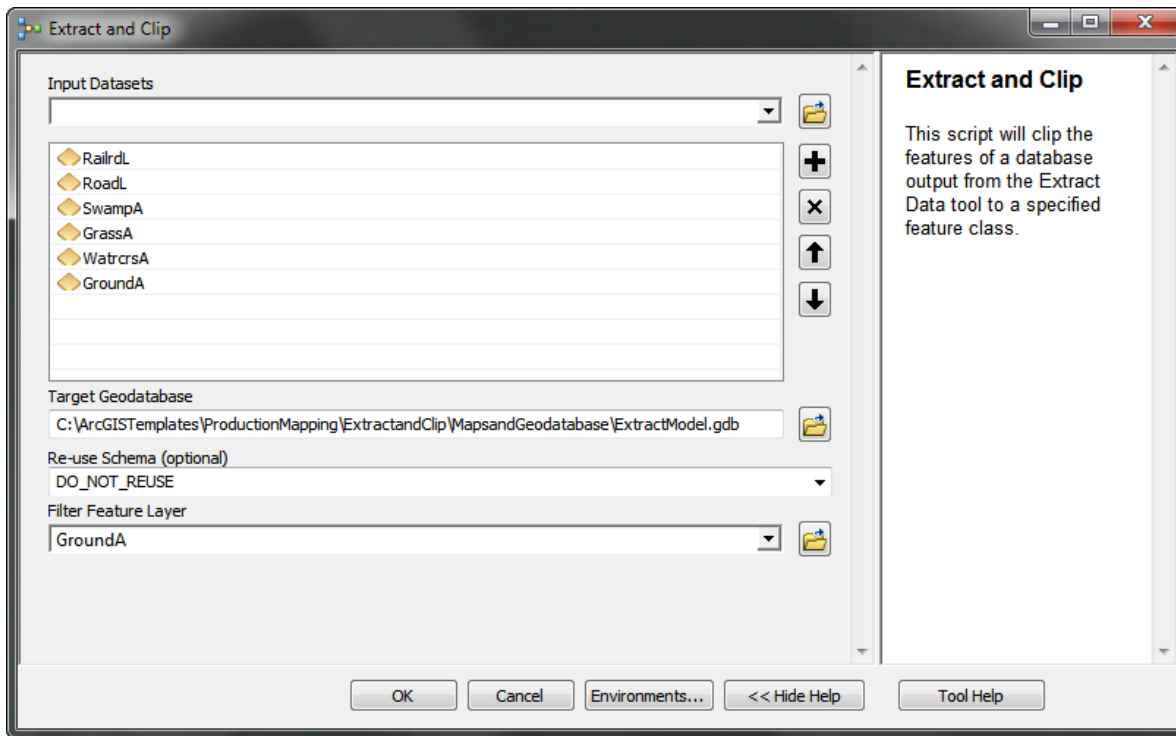 Extract and Clip
Input Datasets
RailrdL
RoadL
SwampA
GrassA
WatrcrsA
GroundA
Target Geodatabase
C:\ArcGISTemplates\ProductionMapping\ExtractandClip\MapsandGeodatabase\ExtractModel.gdb
Re-use Schema (optional)
DO_NOT_REUSE
Filter Feature Layer
GroundA
OK
Cancel
Environments...
<< Hide Help
Extract and Clip
This script will clip the
features of a database
output from the Extract
Data tool to a specified
feature class.
Tool Help